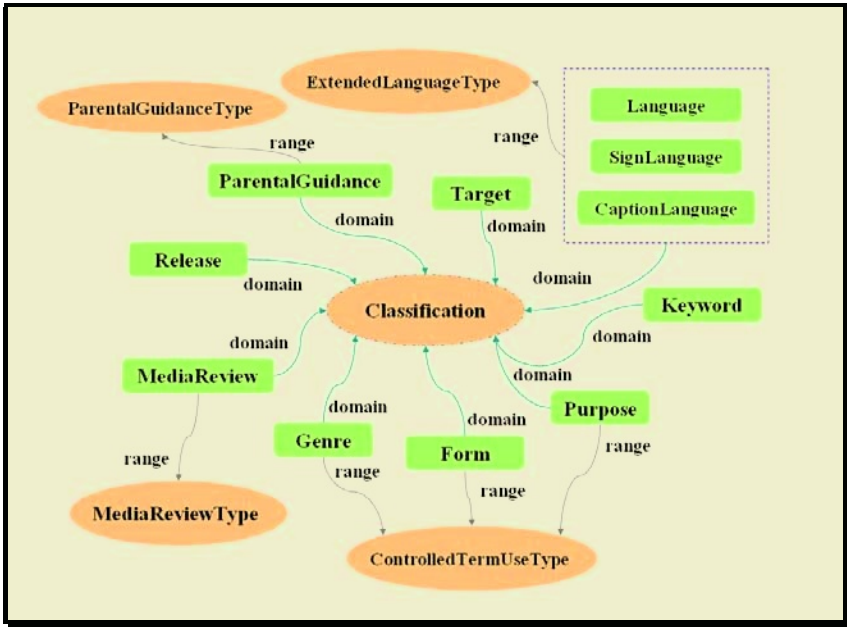 ExtendedLanguageType
ParentalGuidanceType
Language
range
range
SignLanguage
ParentalGuidance
Target
CaptionLanguage
domain
domain
Release
domain
domain
Classification
Keyword
domain
domain
MediaReview
domain
domain
Purpose
domain
Genre
Form
range
range
range
range
MediaReviewType
ControlledTermUseType